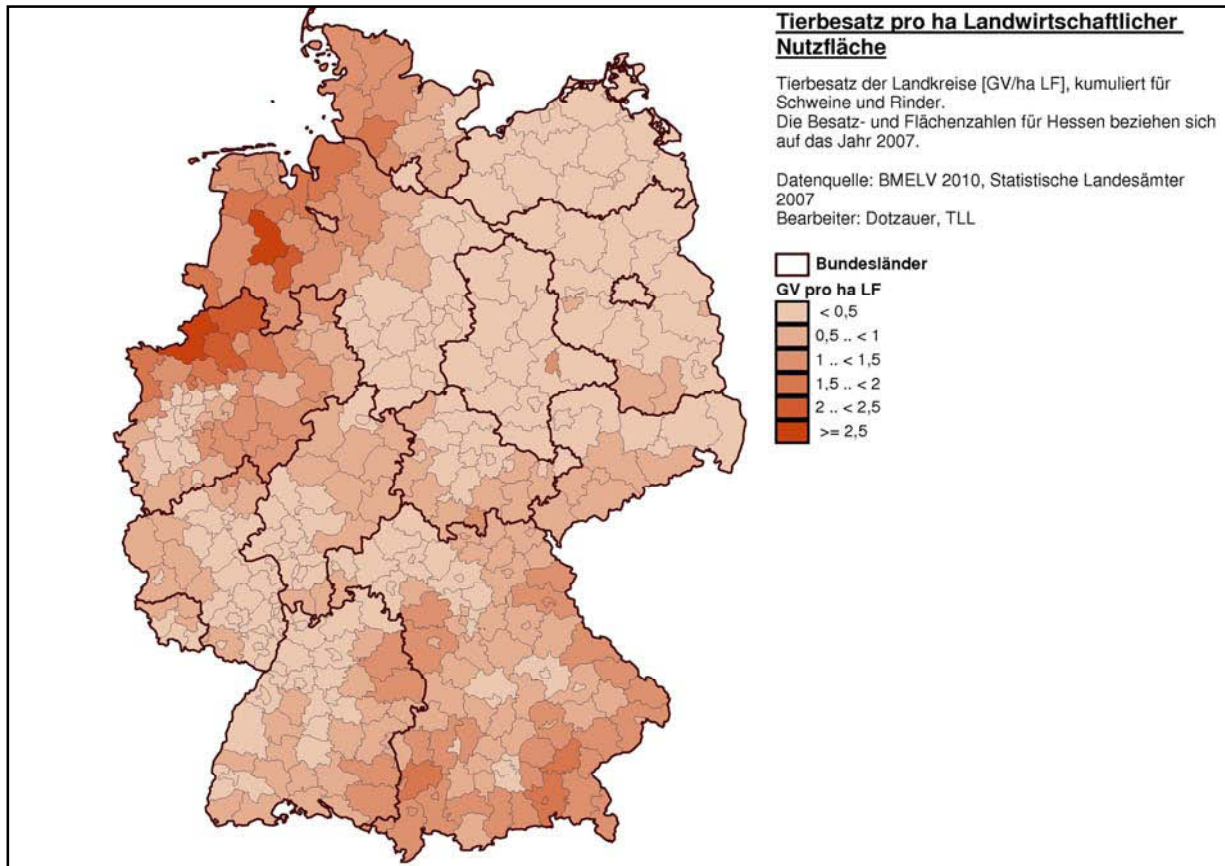 Tierbesatz pro ha Landwirtschaftlicher
Nutzfläche
Tierbesatz der Landkreise [GV/ha LF], kumuliert für
Schweine und Rinder.
Die Besatz- und Flächenzahlen für Hessen beziehen sich
auf das Jahr 2007.
Datenquelle: BMELV 2010, Statistische Landesämter
2007
Bearbeiter: Dotzauer, TLL
Bundesländer
GV pro ha LF
< 0,5
0,5 .. < 1
1 .. < 1,5
1,5 .. < 2
2 .. < 2,5
>= 2,5